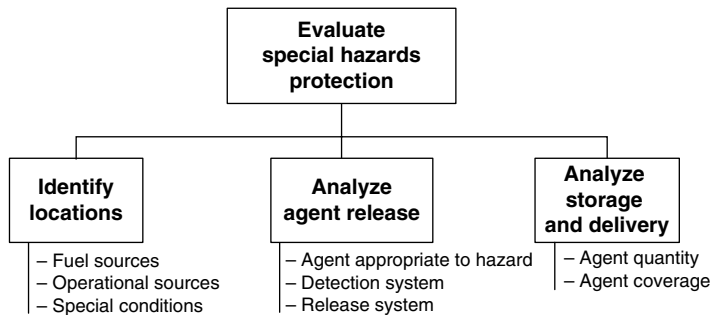 Evaluate
special hazards
protection
Identify
locations
– Fuel sources
– Operational sources
– Special conditions
Analyze
agent release
– Agent appropriate to hazard
– Detection system
– Release system
Analyze
storage
and delivery
– Agent quantity
– Agent coverage